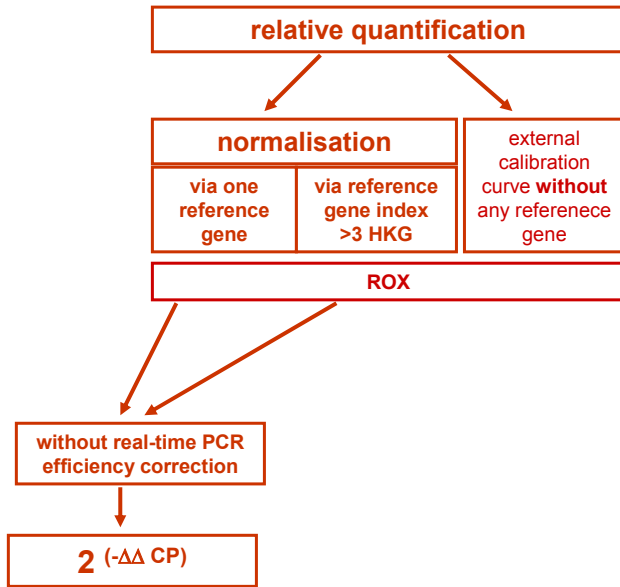 relative quantification
normalisation
via one
reference
gene
via reference
gene index
>3 HKG
external
calibration
curve without
any referenece
gene
ROX
without real-time PCR
efficiency correction
2 (-ΔΔ CP)